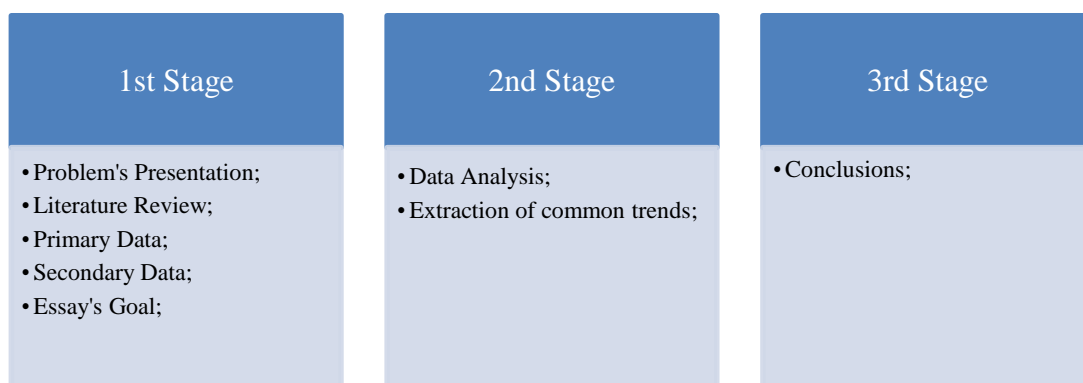 1st Stage
• Problem's Presentation;
• Literature Review;
• Primary Data;
• Secondary Data;
• Essay's Goal;
2nd Stage
• Data Analysis;
• Extraction of common trends;
3rd Stage
• Conclusions;